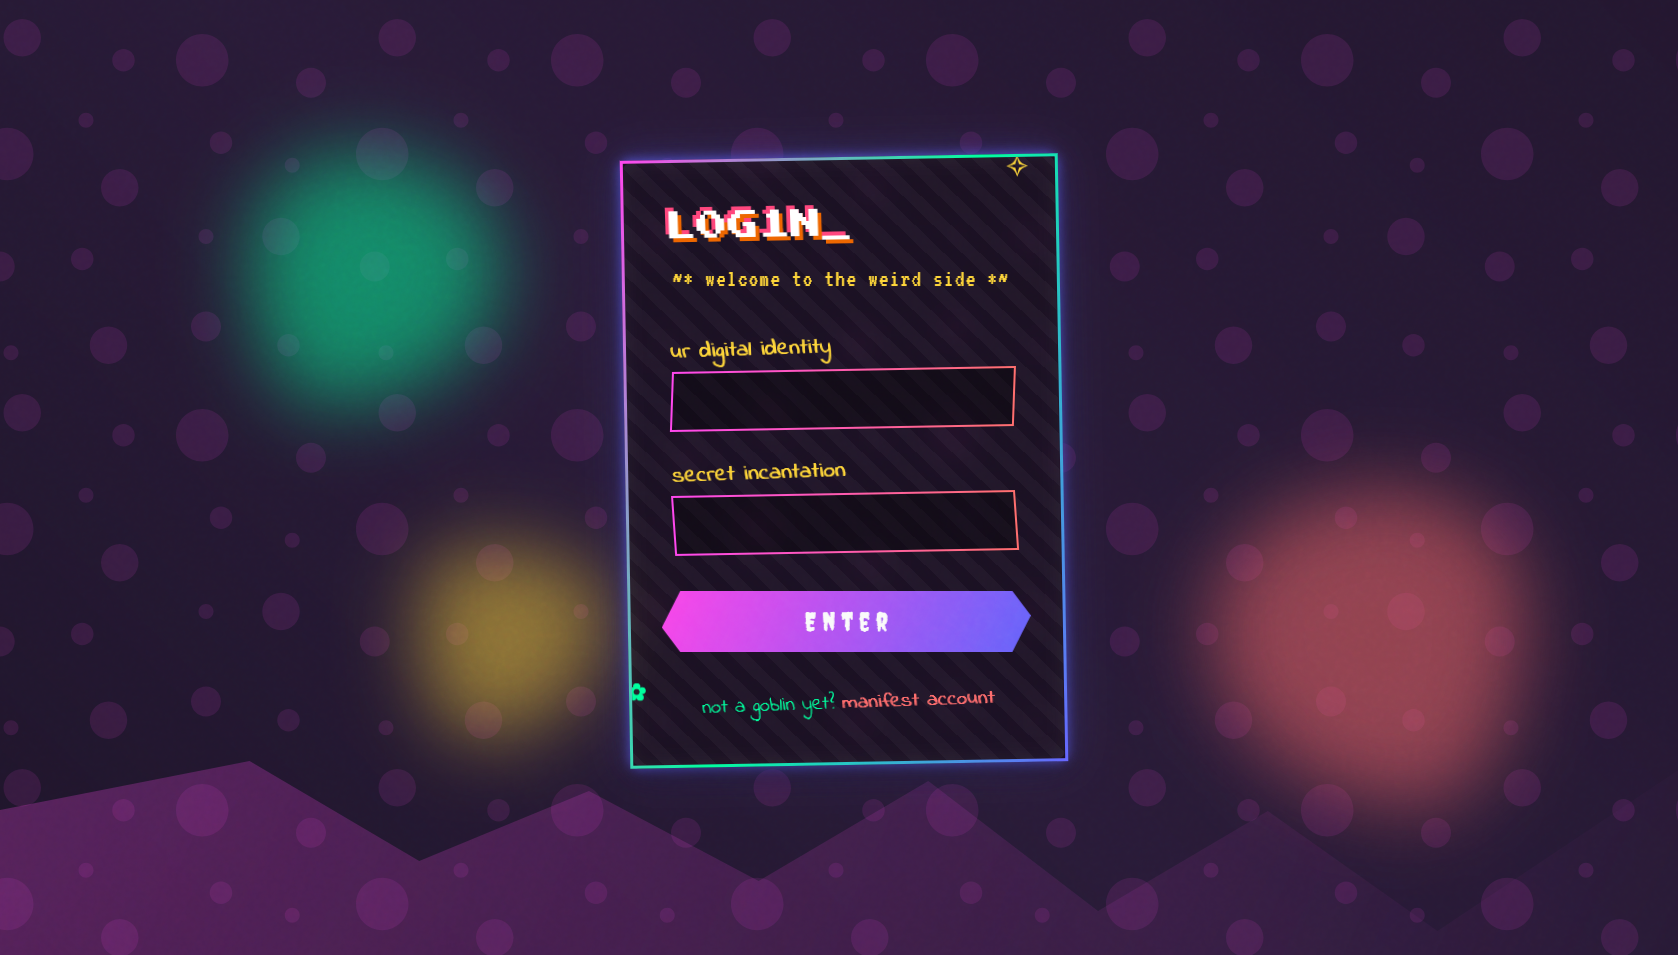 LOG1N_
~* welcome to the weird side *~
ur digital identity
secret incantation
ENTER
not a goblin yet? manifest account